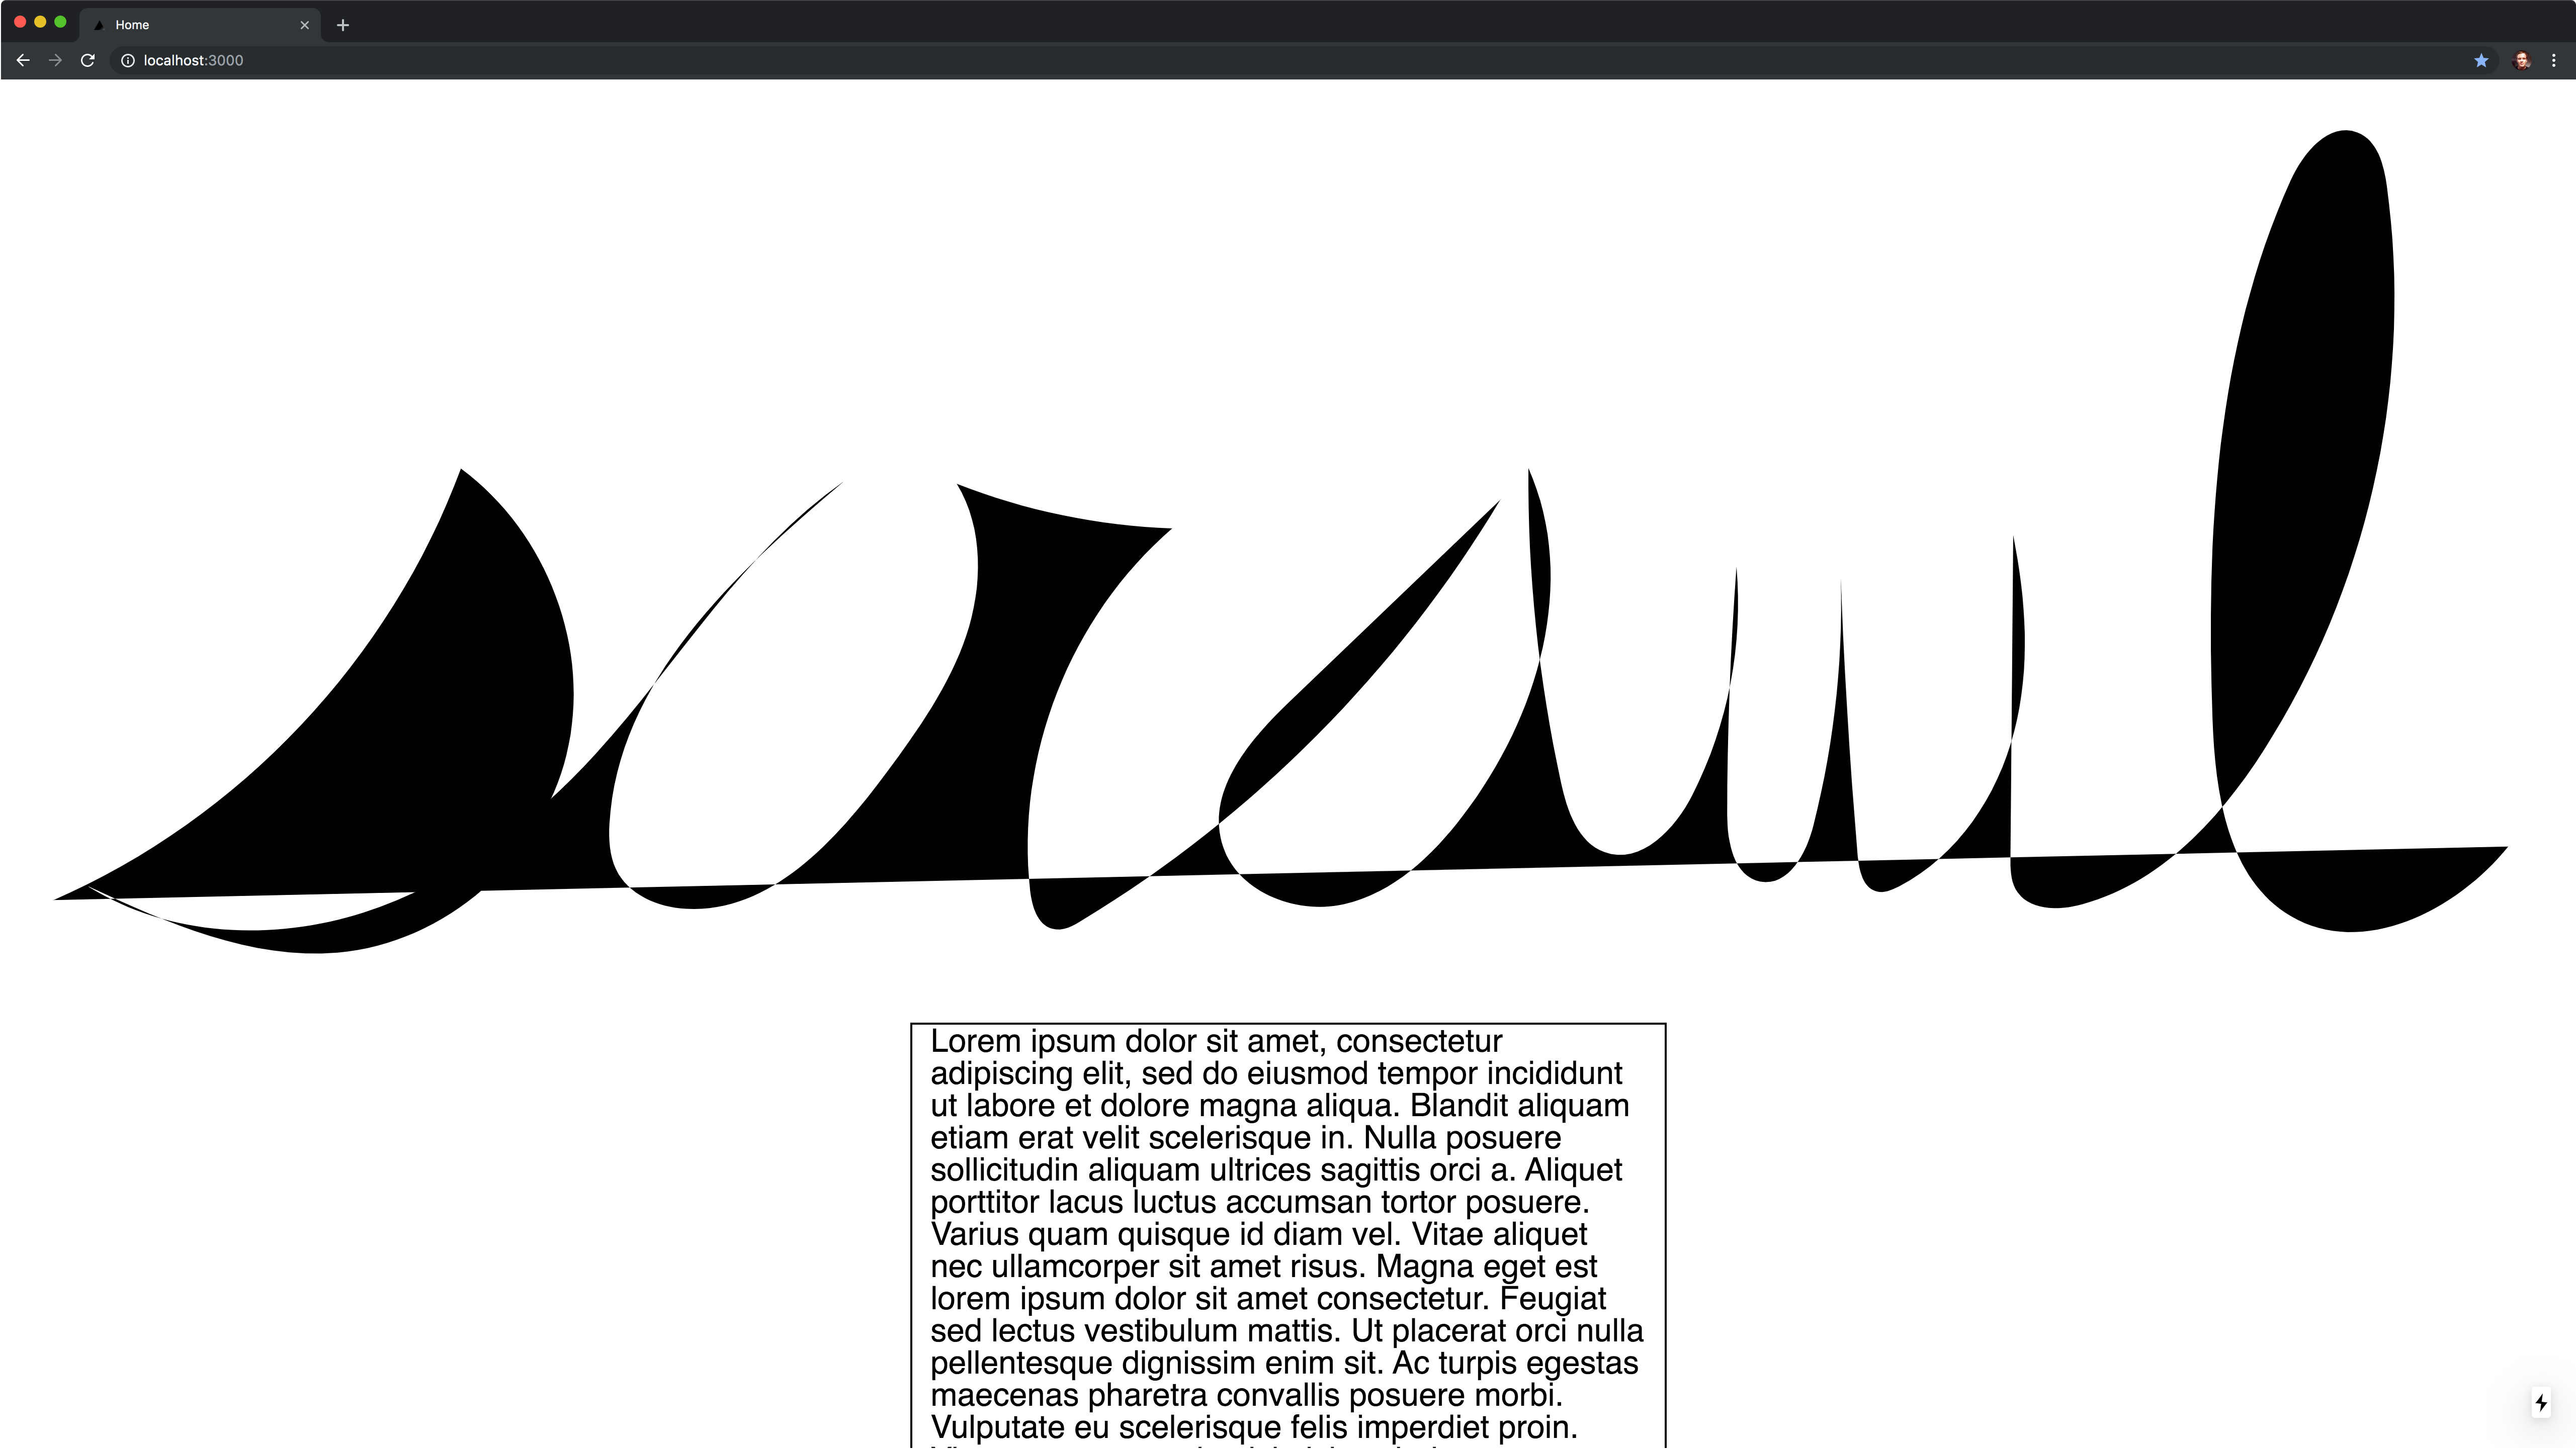 Home
localhost:3000
Lorem ipsum dolor sit amet, consectetur
adipiscing elit, sed do eiusmod tempor incididunt
ut labore et dolore magna aliqua. Blandit aliquam
etiam erat velit scelerisque in. Nulla posuere
sollicitudin aliquam ultrices sagittis orci a. Aliquet
porttitor lacus luctus accumsan tortor posuere.
Varius quam quisque id diam vel. Vitae aliquet
nec ullamcorper sit amet risus. Magna eget est
lorem ipsum dolor sit amet consectetur. Feugiat
sed lectus vestibulum mattis. Ut placerat orci nulla
pellentesque dignissim enim sit. Ac turpis egestas
maecenas pharetra convallis posuere morbi.
Vulputate eu scelerisque felis imperdiet proin.